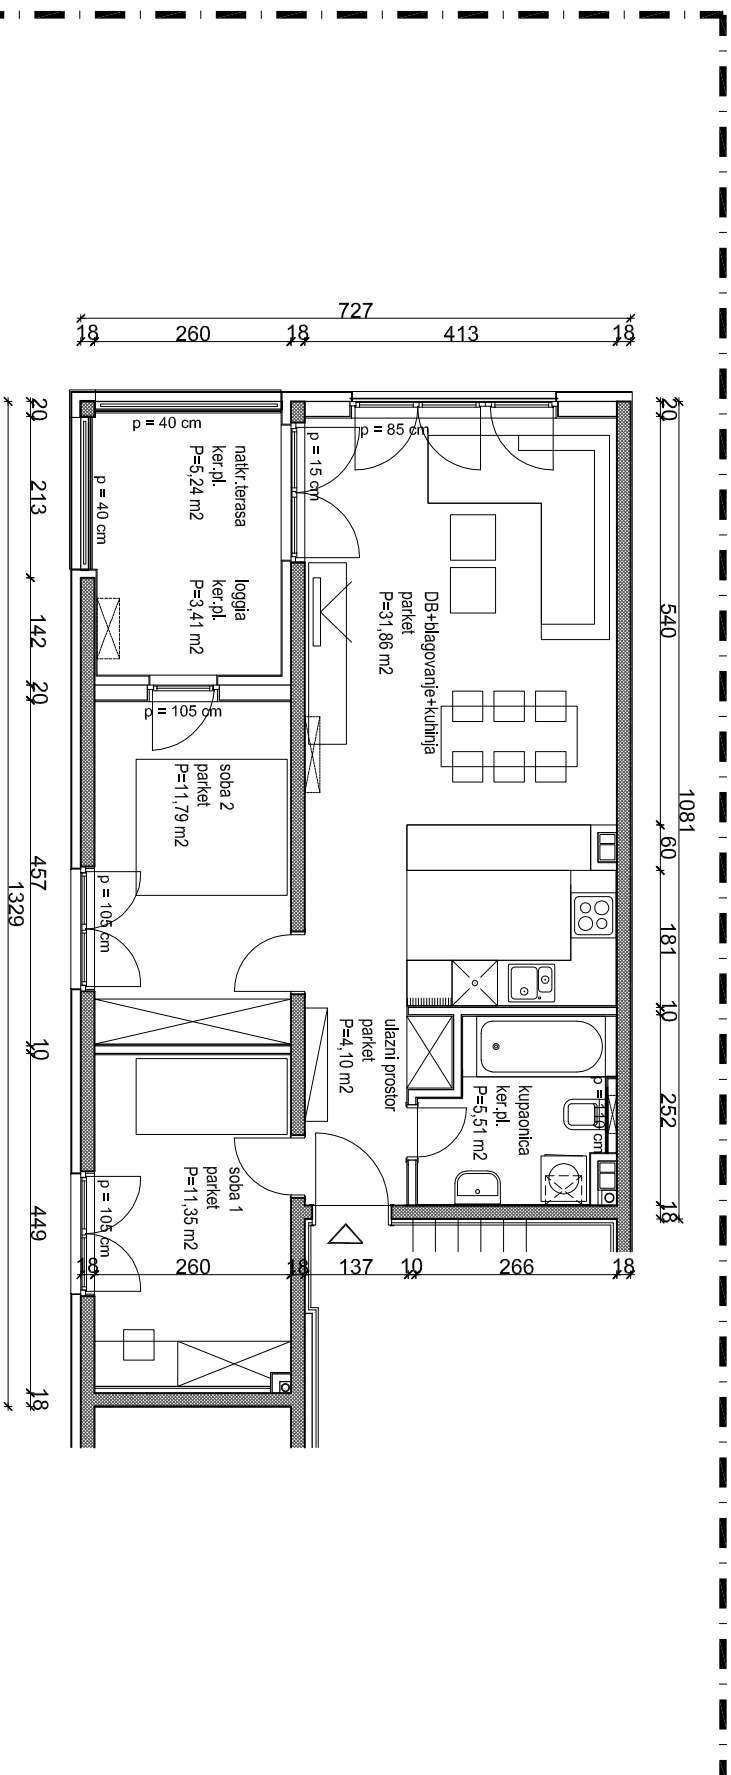 727
18
260
18
413
18
20
213
142
20
457
10
449
18
1329
20
540
60
181
10
252
18
1081
p = 40 cm
p = 40 cm
natkr.terasa
ker.pl.
P=5,24 m2
loggia
ker.pl.
P=3,41 m2
p = 15 cm
p = 85 cm
DB+blagovanje+kuhinja
parket
P=31,86 m2
p = 105 cm
soba 2
parket
P=11,79 m2
p = 105 cm
ulazni prostor
parket
P=4,10 m2
kupaonica
ker.pl.
P=5,51 m2
p = 110 cm
soba 1
parket
P=11,35 m2
p = 105 cm
18
260
18
137
10
266
18